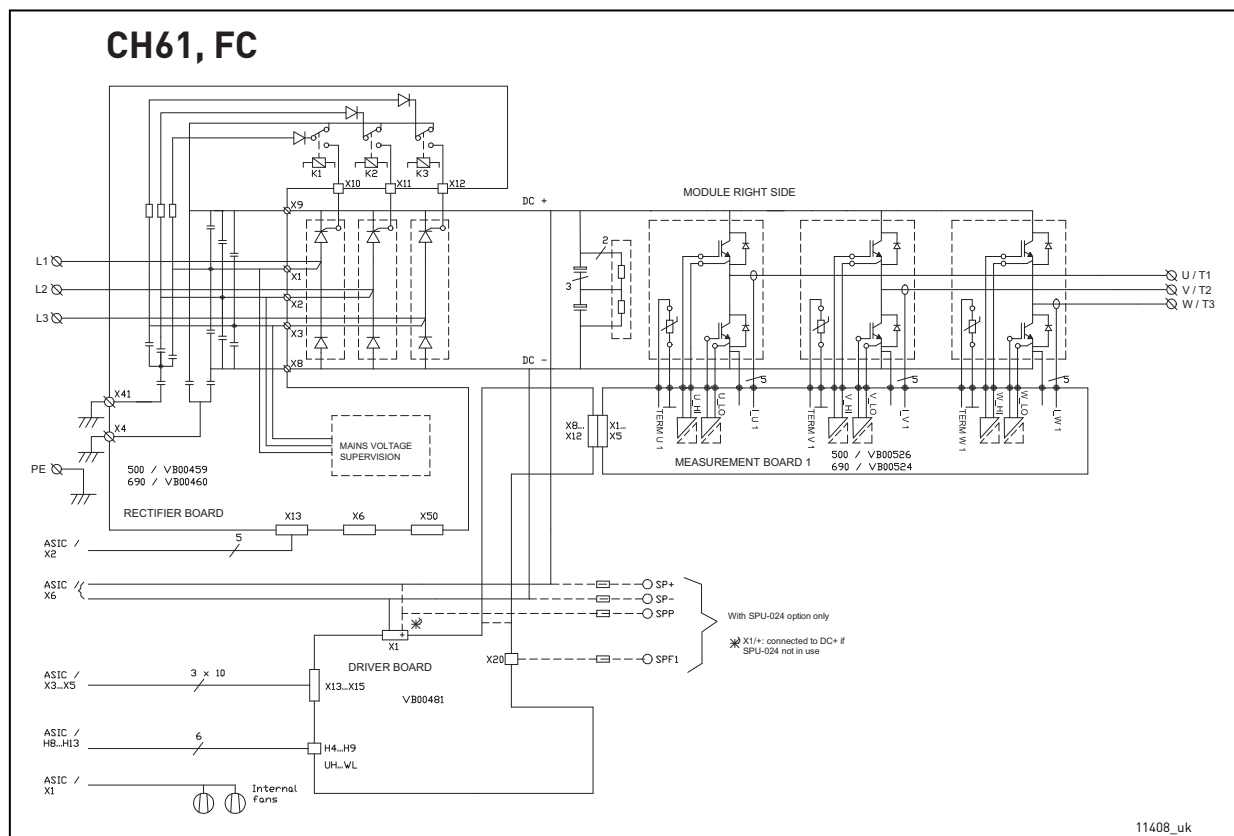 CH61, FC
K1
K2
K3
X10
X11
X12
X9
DC +
MODULE RIGHT SIDE
L1
X1
L2
X2
L3
X3
2
3
U / T1
V / T2
W / T3
X8
DC -
X41
X4
5
5
5
TERM U 1
U_HI
U_LO
I_U 1
TERM V 1
V_HI
V_LO
I_V 1
TERM W 1
W_HI
W_LO
I_W 1
X8...
X12
X1...
X5
MAINS VOLTAGE
SUPERVISION
PE
500 / VB00459
690 / VB00460
MEASUREMENT BOARD 1
500 / VB00526
690 / VB00524
RECTIFIER BOARD
X13
X6
X50
ASIC /
X2
5
ASIC /
X6
SP+
SP-
SPP
With SPU-024 option only
X1/+: connected to DC+ if
SPU-024 not in use
X1
+
DRIVER BOARD
X20
SPF1
ASIC /
X3...X5
3 x 10
X13...X15
VB00481
ASIC /
H8...H13
6
H4...H9
UH...WL
ASIC /
X1
Internal
fans
11408_uk